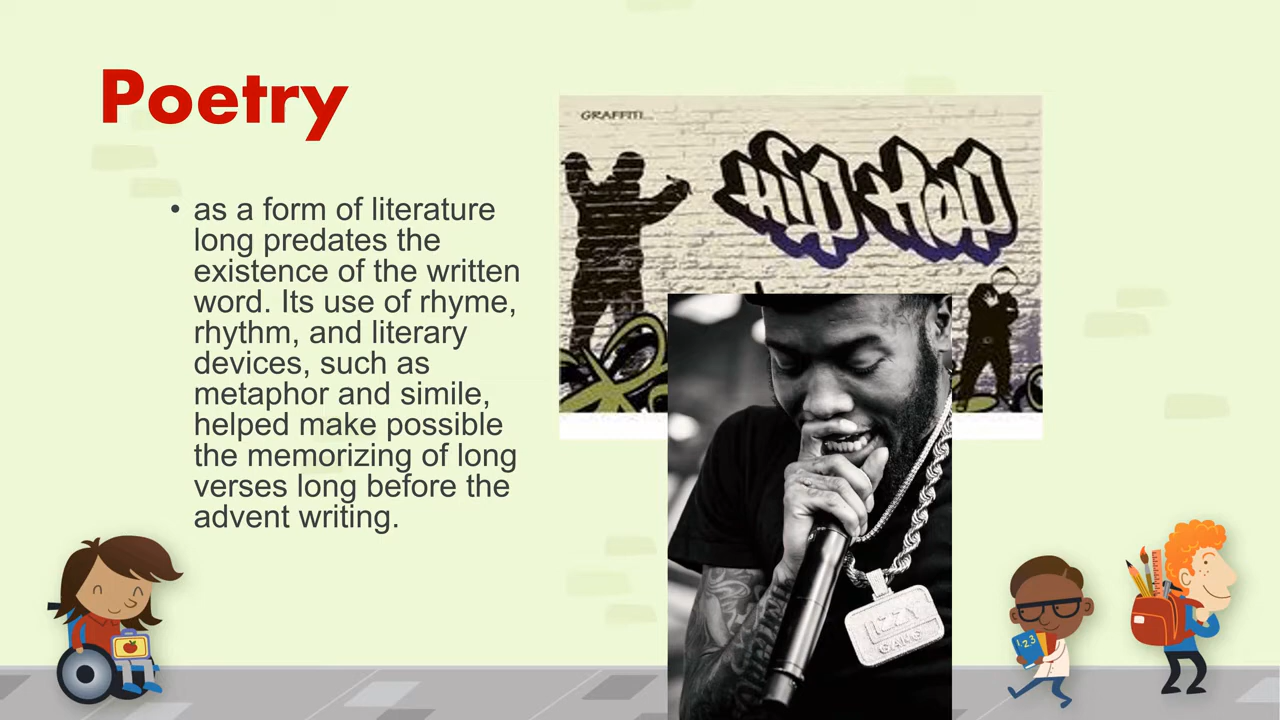 Poetry
GRAFFITI...
HiP HOP
• as a form of literature
long predates the
existence of the written
word. Its use of rhyme,
rhythm, and literary
devices, such as
metaphor and simile,
helped make possible
the memorizing of long
verses long before the
advent writing.
IZZY
GANG
123